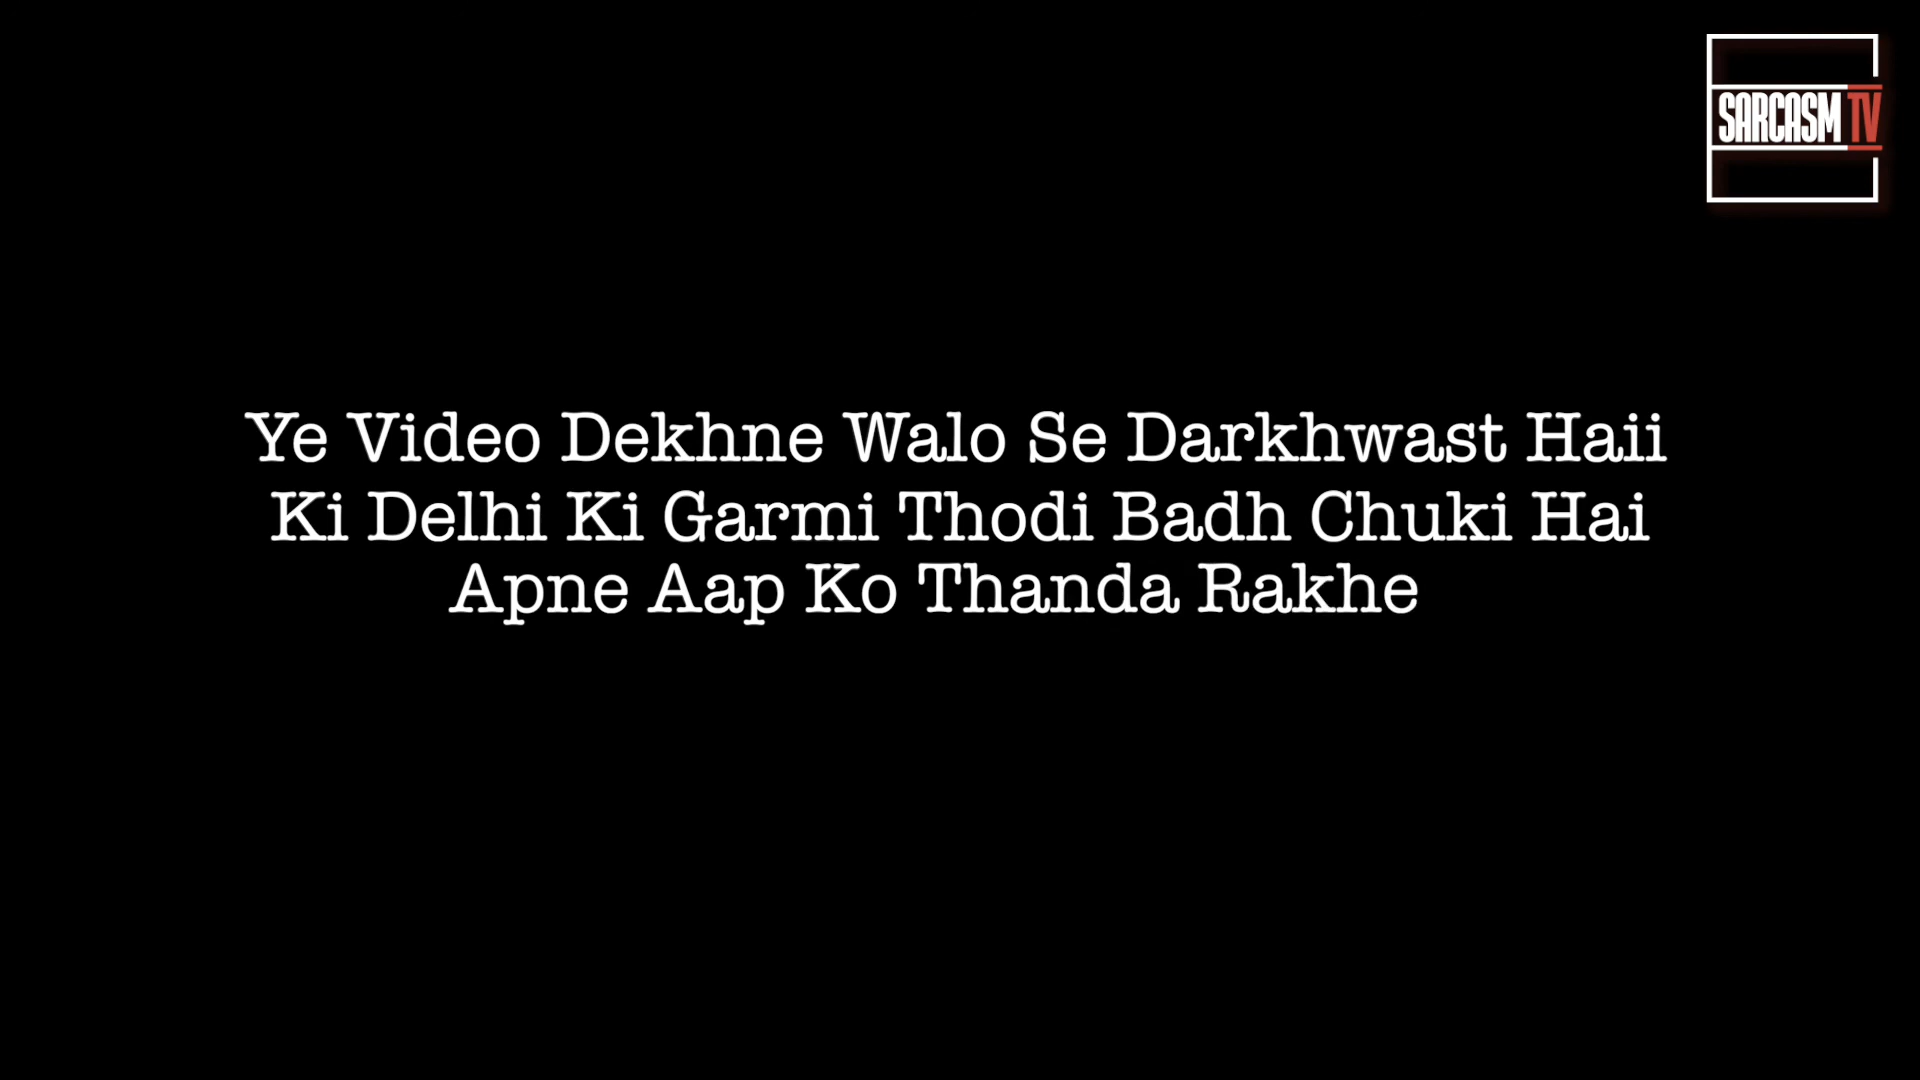 SARCASM TV
Ye Video Dekhne Walo Se Darkhwast Haii
Ki Delhi Ki Garmi Thodi Badh Chuki Hai
Apne Aap Ko Thanda Rakhe